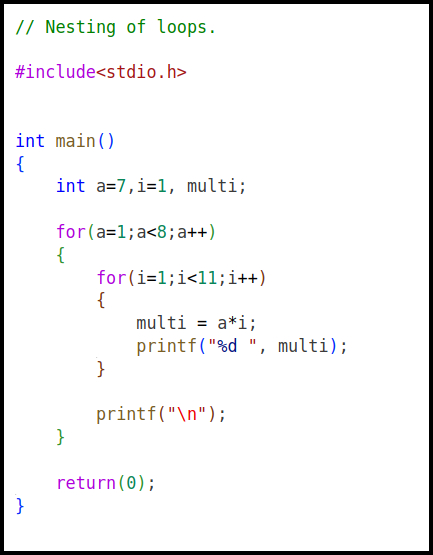 // Nesting of loops.
#include<stdio.h>
int main()
{
    int a=7,i=1, multi;
    for(a=1;a<8;a++)
    {
        for(i=1;i<11;i++)
        {
            multi = a*i;
            printf("%d ", multi);
        }
        printf("\n");
    }
    return(0);
}